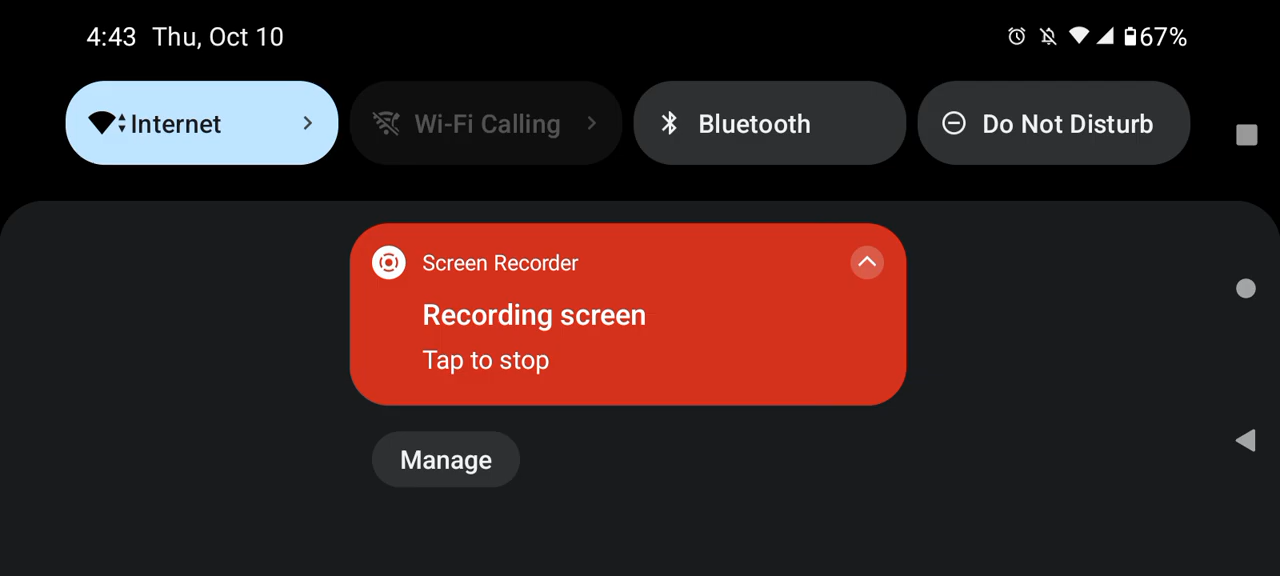 4:43 Thu, Oct 10 67%
Internet Wi-Fi Calling Bluetooth Do Not Disturb
Screen Recorder
Recording screen
Tap to stop
Manage